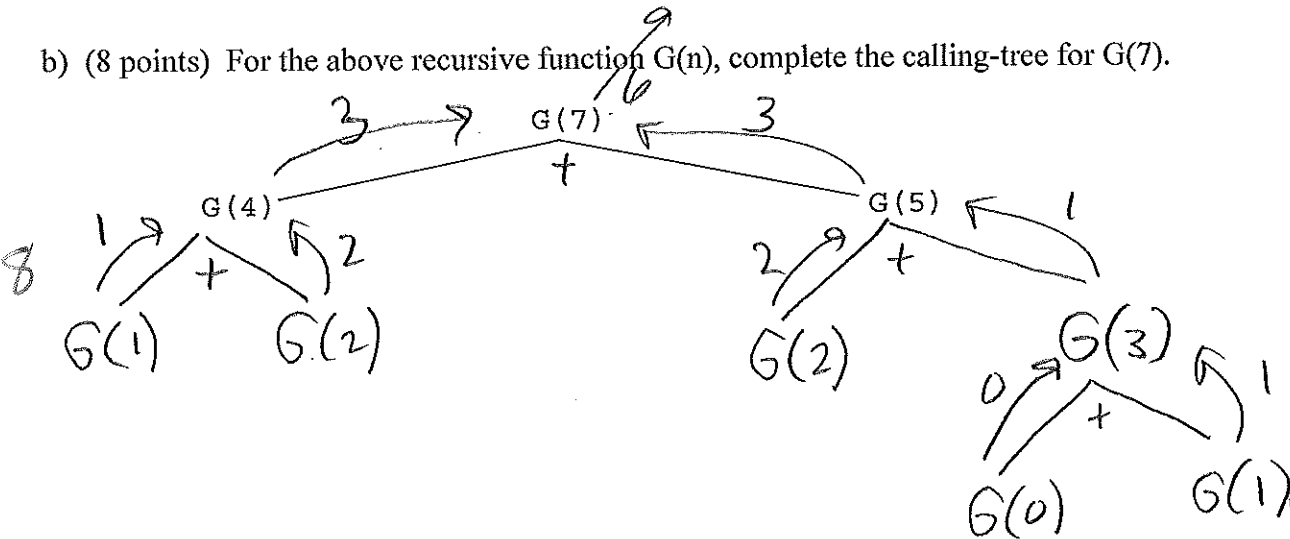 b) (8 points) For the above recursive function G(n), complete the calling-tree for G(7).
6
3 G(7) 3
+
G(4) G(5)
1 + 2 2 + 1
8
G(1) G(2) G(2) G(3)
0 + 1
G(0) G(1)